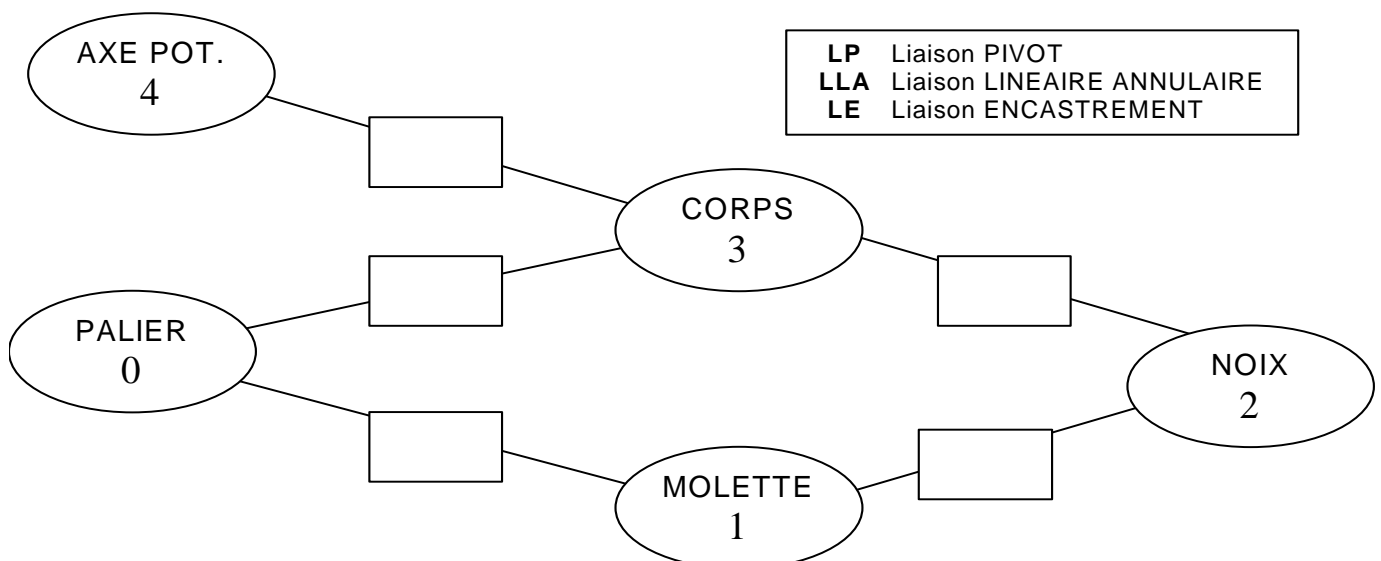 AXE POT.
4
LP Liaison PIVOT
LLA Liaison LINEAIRE ANNULAIRE
LE Liaison ENCASTREMENT
CORPS
3
PALIER
0
NOIX
2
MOLETTE
1